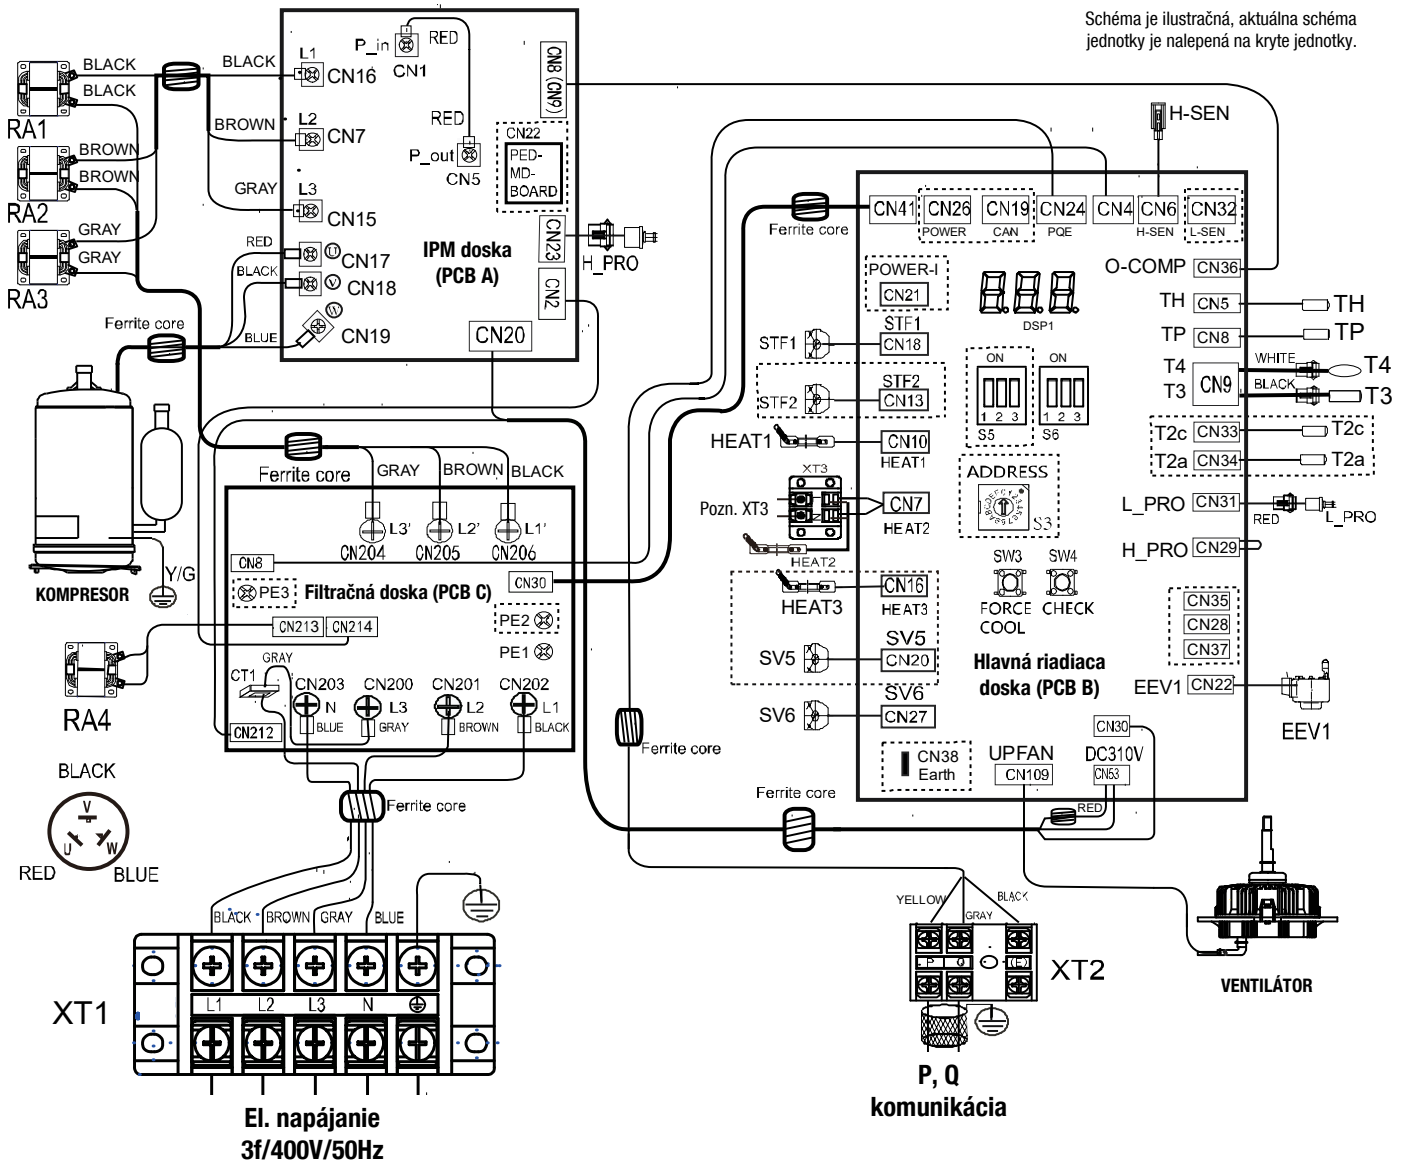 Schéma je ilustračná, aktuálna schéma
jednotky je nalepená na kryte jednotky.
BLACK
BLACK
RA1
BROWN
BROWN
RA2
GRAY
GRAY
RA3
BLACK
BROWN
GRAY
RED
BLACK
BLUE
L1
CN16
L2
CN7
L3
CN15
U
CN17
V
CN18
W
CN19
P_in
CN1
RED
RED
P_out
CN5
CN8 (CN9)
CN22
PED-
MD-
BOARD
CN23
CN2
CN20
IPM doska
(PCB A)
H_PRO
Ferrite core
KOMPRESOR
Y/G
Ferrite core
GRAY
BROWN
BLACK
L3'
L2'
L1'
CN204
CN205
CN206
CN8
CN30
PE3
Filtračná doska (PCB C)
PE2
PE1
CN213
CN214
GRAY
CT1
CN212
CN203
CN200
CN201
CN202
N
L3
L2
L1
BLUE
GRAY
BROWN
BLACK
RA4
BLACK
V
U
W
RED
BLUE
Ferrite core
BLACK
BROWN
GRAY
BLUE
XT1
L1
L2
L3
N
El. napájanie
3f/400V/50Hz
Ferrite core
Ferrite core
Ferrite core
H-SEN
CN41
CN26
CN19
CN24
CN4
CN6
CN32
POWER
CAN
PQE
H-SEN
L-SEN
POWER-I
CN21
STF1
STF1
CN18
STF2
STF2
CN13
HEAT1
CN10
HEAT1
XT3
Pozn. XT3
CN7
HEAT2
HEAT2
HEAT3
CN16
HEAT3
SV5
SV5
CN20
SV6
SV6
CN27
CN38
Earth
DSP1
ON
1 2 3
S5
ON
1 2 3
S6
ADDRESS
S3
SW3
SW4
FORCE
COOL
CHECK
Hlavná riadiaca
doska (PCB B)
O-COMP
CN36
TH
CN5
TH
TP
CN8
TP
T4
T3
CN9
WHITE
BLACK
T4
T3
T2c
CN33
T2c
T2a
CN34
T2a
L_PRO
CN31
RED
L_PRO
H_PRO
CN29
CN35
CN28
CN37
EEV1
CN22
EEV1
CN30
UPFAN
CN109
DC310V
CN53
RED
YELLOW
GRAY
BLACK
P
Q
(E)
XT2
P, Q
komunikácia
VENTILÁTOR